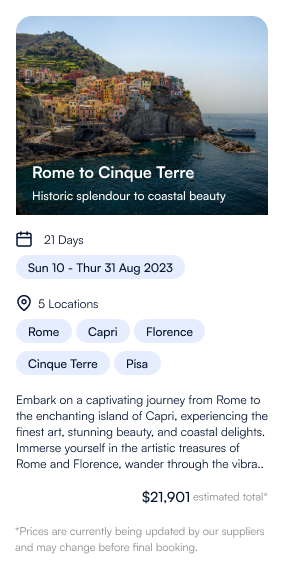 Rome to Cinque Terre
Historic splendour to coastal beauty
21 Days
Sun 10 - Thur 31 Aug 2023
5 Locations
Rome Capri Florence
Cinque Terre Pisa
Embark on a captivating journey from Rome to
the enchanting island of Capri, experiencing the
finest art, stunning beauty, and coastal delights.
Immerse yourself in the artistic treasures of
Rome and Florence, wander through the vibra..
$21,901 estimated total*
*Prices are currently being updated by our suppliers
and may change before final booking.